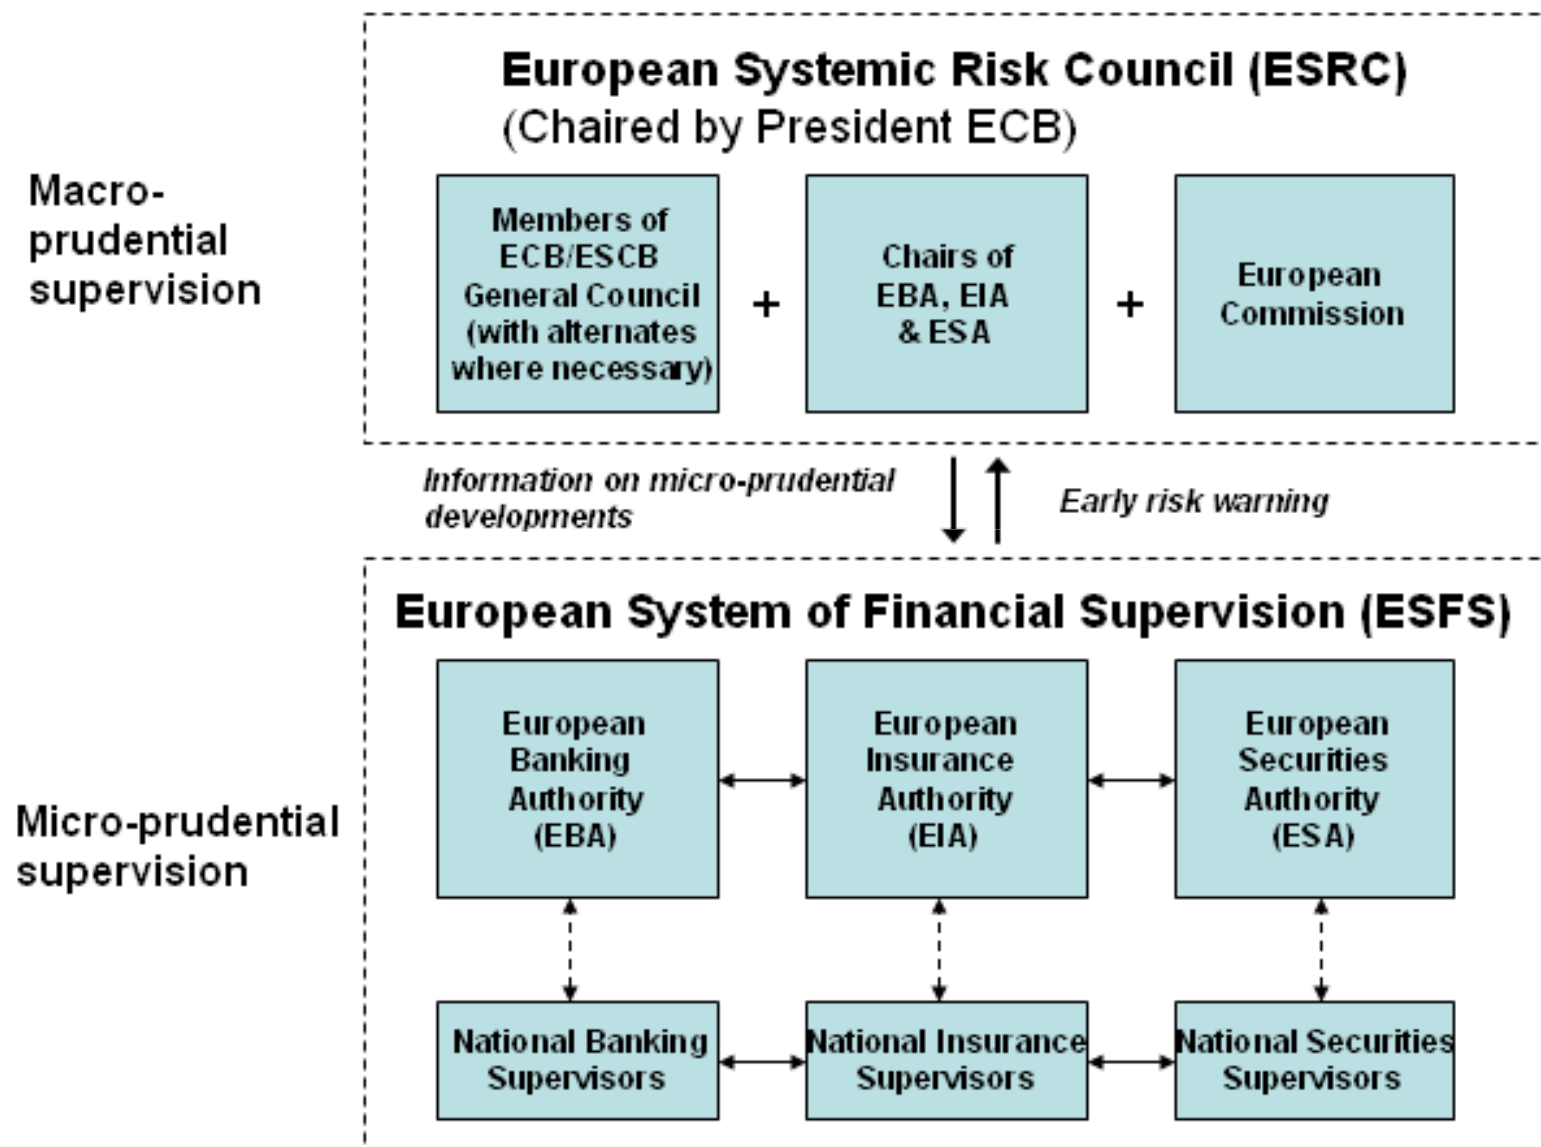 European Systemic Risk Council (ESRC)
(Chaired by President ECB)
Macro-
prudential
supervision
Members of
ECB/ESCB
General Council
(with alternates
where necessary)
+
Chairs of
EBA, EIA
& ESA
+
European
Commission
Information on micro-prudential
developments
Early risk warning
European System of Financial Supervision (ESFS)
Micro-prudential
supervision
European
Banking
Authority
(EBA)
European
Insurance
Authority
(EIA)
European
Securities
Authority
(ESA)
National Banking
Supervisors
National Insurance
Supervisors
National Securities
Supervisors